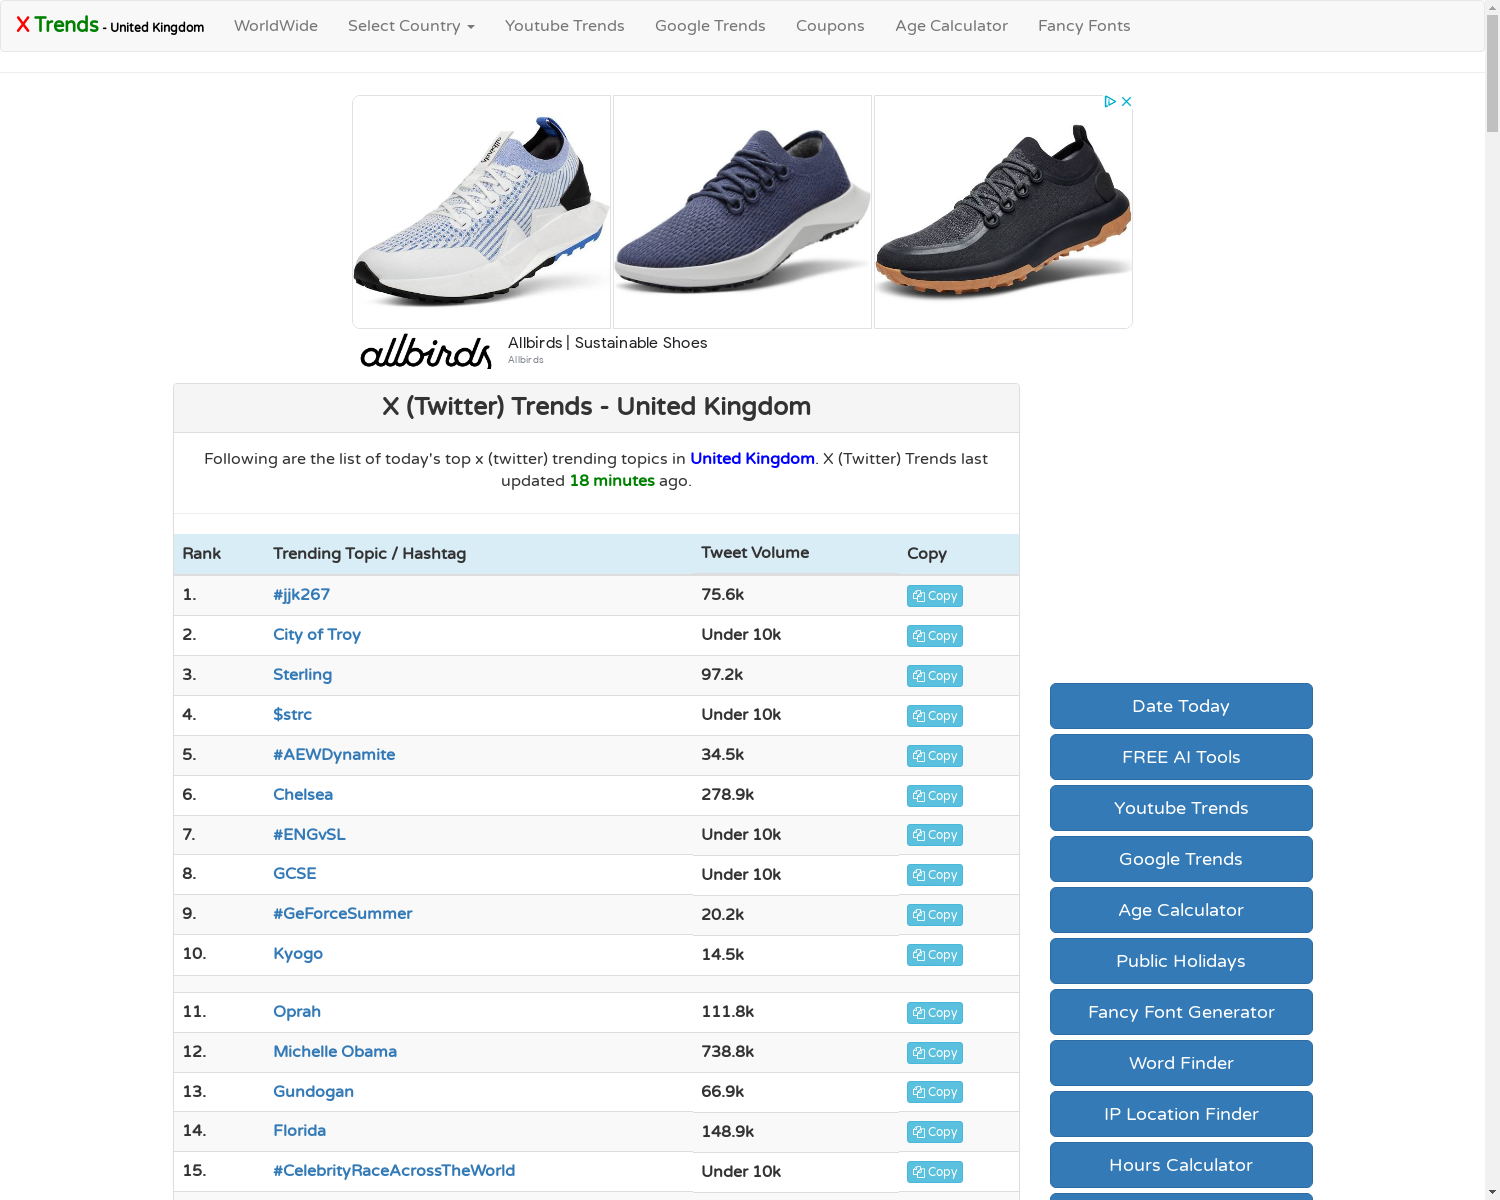 X Trends - United Kingdom WorldWide Select Country Youtube Trends Google Trends Coupons Age Calculator Fancy Fonts
allbirds
allbirds Allbirds | Sustainable Shoes
Allbirds
X (Twitter) Trends - United Kingdom
Following are the list of today's top x (twitter) trending topics in United Kingdom. X (Twitter) Trends last
updated 18 minutes ago.
Rank Trending Topic / Hashtag Tweet Volume Copy
1. #jjk267 75.6k Copy
2. City of Troy Under 10k Copy
3. Sterling 97.2k Copy
4. $strc Under 10k Copy
5. #AEWDynamite 34.5k Copy
6. Chelsea 278.9k Copy
7. #ENGvSL Under 10k Copy
8. GCSE Under 10k Copy
9. #GeForceSummer 20.2k Copy
10. Kyogo 14.5k Copy
11. Oprah 111.8k Copy
12. Michelle Obama 738.8k Copy
13. Gundogan 66.9k Copy
14. Florida 148.9k Copy
15. #CelebrityRaceAcrossTheWorld Under 10k Copy
Date Today
FREE AI Tools
Youtube Trends
Google Trends
Age Calculator
Public Holidays
Fancy Font Generator
Word Finder
IP Location Finder
Hours Calculator